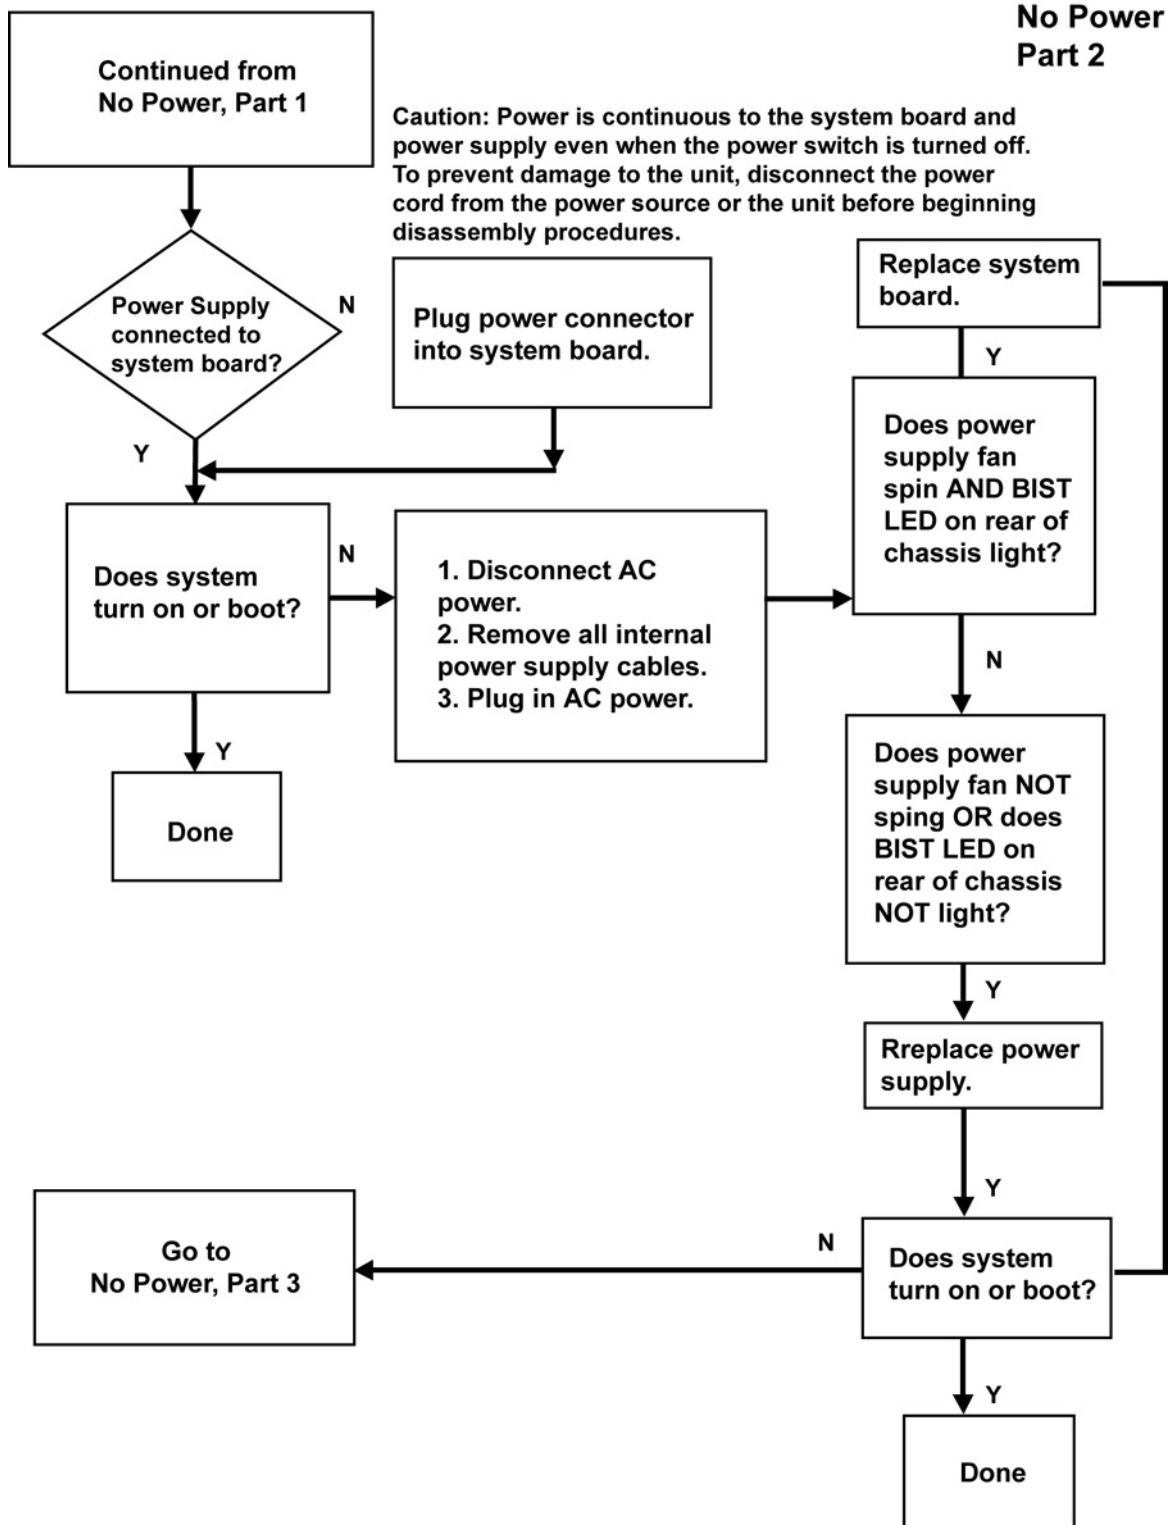 No Power
Part 2
Continued from
No Power, Part 1
Caution: Power is continuous to the system board and
power supply even when the power switch is turned off.
To prevent damage to the unit, disconnect the power
cord from the power source or the unit before beginning
disassembly procedures.
Power Supply
connected to
system board?
N
Y
Plug power connector
into system board.
Does system
turn on or boot?
N
Y
Done
1. Disconnect AC
power.
2. Remove all internal
power supply cables.
3. Plug in AC power.
Replace system
board.
Y
Does power
supply fan
spin AND BIST
LED on rear of
chassis light?
N
Does power
supply fan NOT
sping OR does
BIST LED on
rear of chassis
NOT light?
Y
Rreplace power
supply.
Y
Does system
turn on or boot?
N
Go to
No Power, Part 3
Y
Done